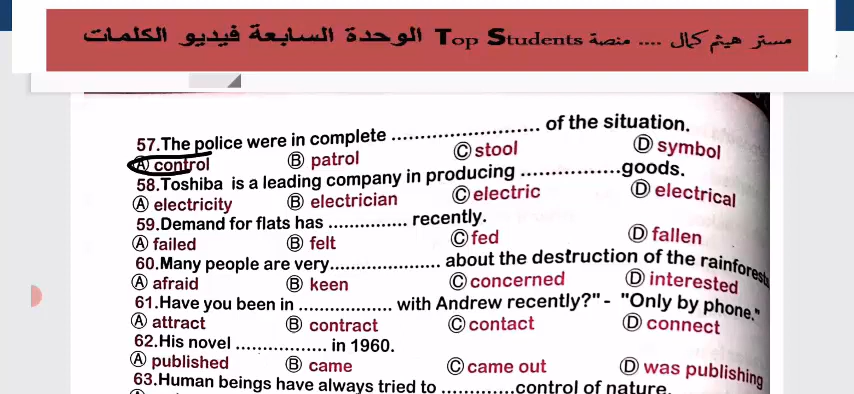 مستر هيثم كمال .... منصة Top Students الوحدة السابعة فيديو الكلمات
57.The police were in complete ........................... of the situation.
Ⓐ control Ⓑ patrol Ⓒ stool Ⓓ symbol
58.Toshiba is a leading company in producing ..................goods.
Ⓐ electricity Ⓑ electrician Ⓒ electric Ⓓ electrical
59.Demand for flats has ............... recently.
Ⓐ failed Ⓑ felt Ⓒ fed Ⓓ fallen
60.Many people are very..................... about the destruction of the rainforests
Ⓐ afraid Ⓑ keen Ⓒ concerned Ⓓ interested
61.Have you been in .................. with Andrew recently?" - "Only by phone."
Ⓐ attract Ⓑ contract Ⓒ contact Ⓓ connect
62.His novel ................. in 1960.
Ⓐ published Ⓑ came Ⓒ came out Ⓓ was publishing
63.Human beings have always tried to .............control of nature.